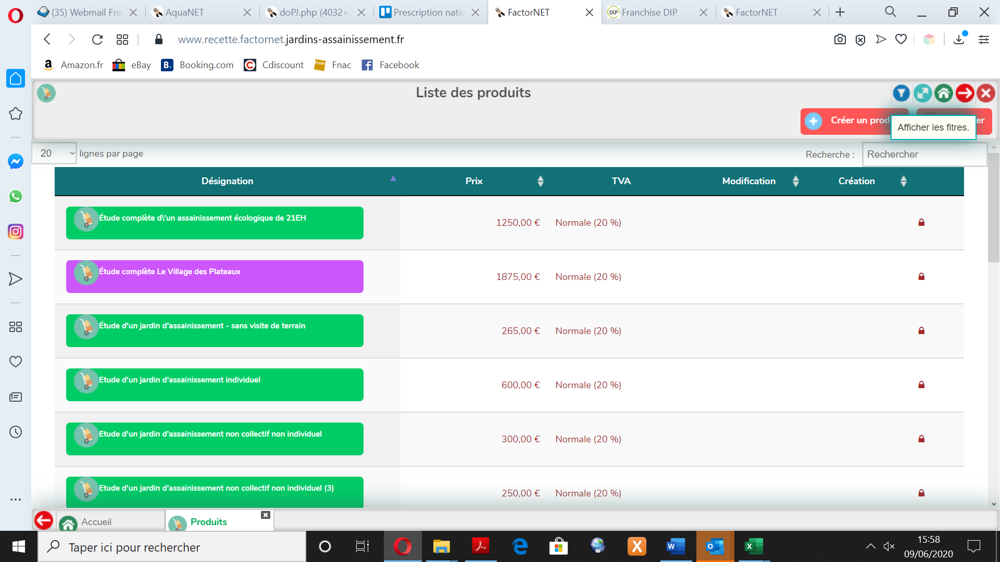 (35) Webmail Fre
AquaNET
doPJ.php (4032×
Prescription natio
FactorNET
Franchise DIP
FactorNET
www.recette.factornet.jardins-assainissement.fr
Amazon.fr
eBay
Booking.com
Cdiscount
Fnac
Facebook
Liste des produits
Créer un prod
er
Afficher les fitres.
20 lignes par page
Recherche : Rechercher
Désignation Prix TVA Modification Création
Étude complète d\'un assainissement écologique de 21EH
1250,00 € Normale (20 %)
Étude complète Le Village des Plateaux
1875,00 € Normale (20 %)
Étude d'un jardin d'assainissement - sans visite de terrain
265,00 € Normale (20 %)
Etude d'un jardin d'assainissement individuel
600,00 € Normale (20 %)
Etude d'un jardin d'assainissement non collectif non individuel
300,00 € Normale (20 %)
Etude d'un jardin d'assainissement non collectif non individuel (3)
250,00 € Normale (20 %)
Accueil
Produits
Taper ici pour rechercher
15:58
09/06/2020